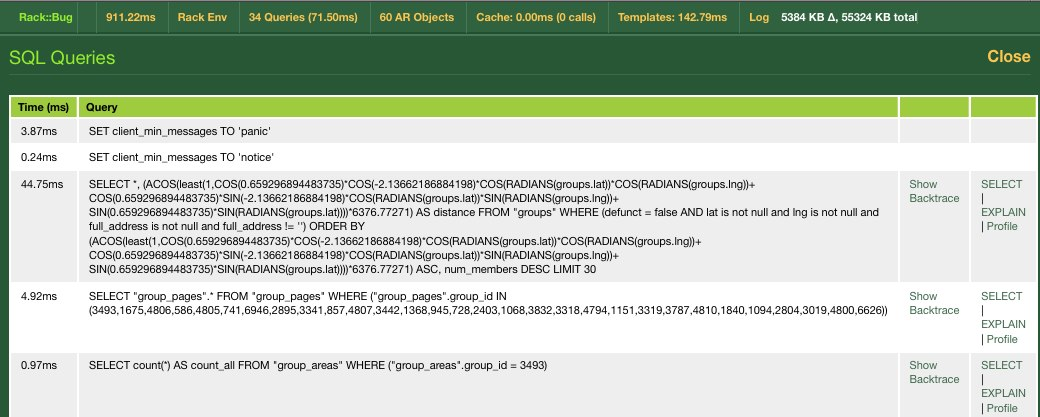 Rack::Bug 911.22ms Rack Env 34 Queries (71.50ms) 60 AR Objects Cache: 0.00ms (0 calls) Templates: 142.79ms Log 5384 KB Δ, 55324 KB total
SQL Queries Close
Time (ms) Query
3.87ms SET client_min_messages TO 'panic'
0.24ms SET client_min_messages TO 'notice'
44.75ms SELECT *, (ACOS(least(1,COS(0.659296894483735)*COS(-2.13662186884198)*COS(RADIANS(groups.lat))*COS(RADIANS(groups.lng))+
COS(0.659296894483735)*SIN(-2.13662186884198)*COS(RADIANS(groups.lat))*SIN(RADIANS(groups.lng))+
SIN(0.659296894483735)*SIN(RADIANS(groups.lat))))*6376.77271) AS distance FROM "groups" WHERE (defunct = false AND lat is not null and lng is not null and
full_address is not null and full_address != '') ORDER BY
(ACOS(least(1,COS(0.659296894483735)*COS(-2.13662186884198)*COS(RADIANS(groups.lat))*COS(RADIANS(groups.lng))+
COS(0.659296894483735)*SIN(-2.13662186884198)*COS(RADIANS(groups.lat))*SIN(RADIANS(groups.lng))+
SIN(0.659296894483735)*SIN(RADIANS(groups.lat))))*6376.77271) ASC, num_members DESC LIMIT 30
Show
Backtrace
SELECT
|
EXPLAIN
| Profile
4.92ms SELECT "group_pages".* FROM "group_pages" WHERE ("group_pages".group_id IN
(3493,1675,4806,586,4805,741,6946,2895,3341,857,4807,3442,1368,945,728,2403,1068,3832,3318,4794,1151,3319,3787,4810,1840,1094,2804,3019,4800,6626))
Show
Backtrace
SELECT
|
EXPLAIN
| Profile
0.97ms SELECT count(*) AS count_all FROM "group_areas" WHERE ("group_areas".group_id = 3493)
Show
Backtrace
SELECT
|
EXPLAIN
| Profile